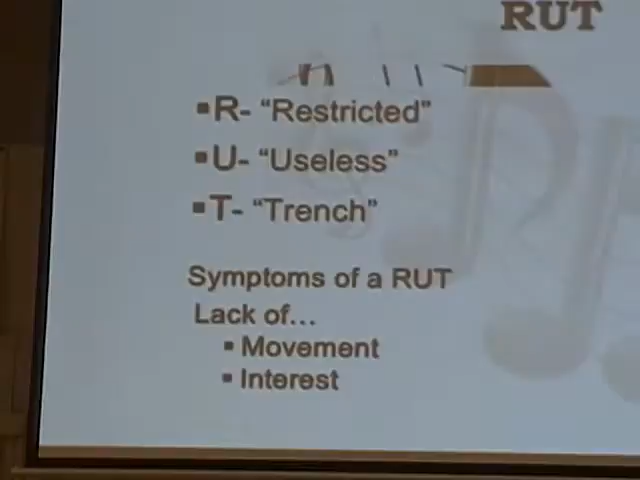 RUT
▪R- “Restricted”
▪U- “Useless”
▪T- “Trench”
Symptoms of a RUT
Lack of...
▪ Movement
▪ Interest